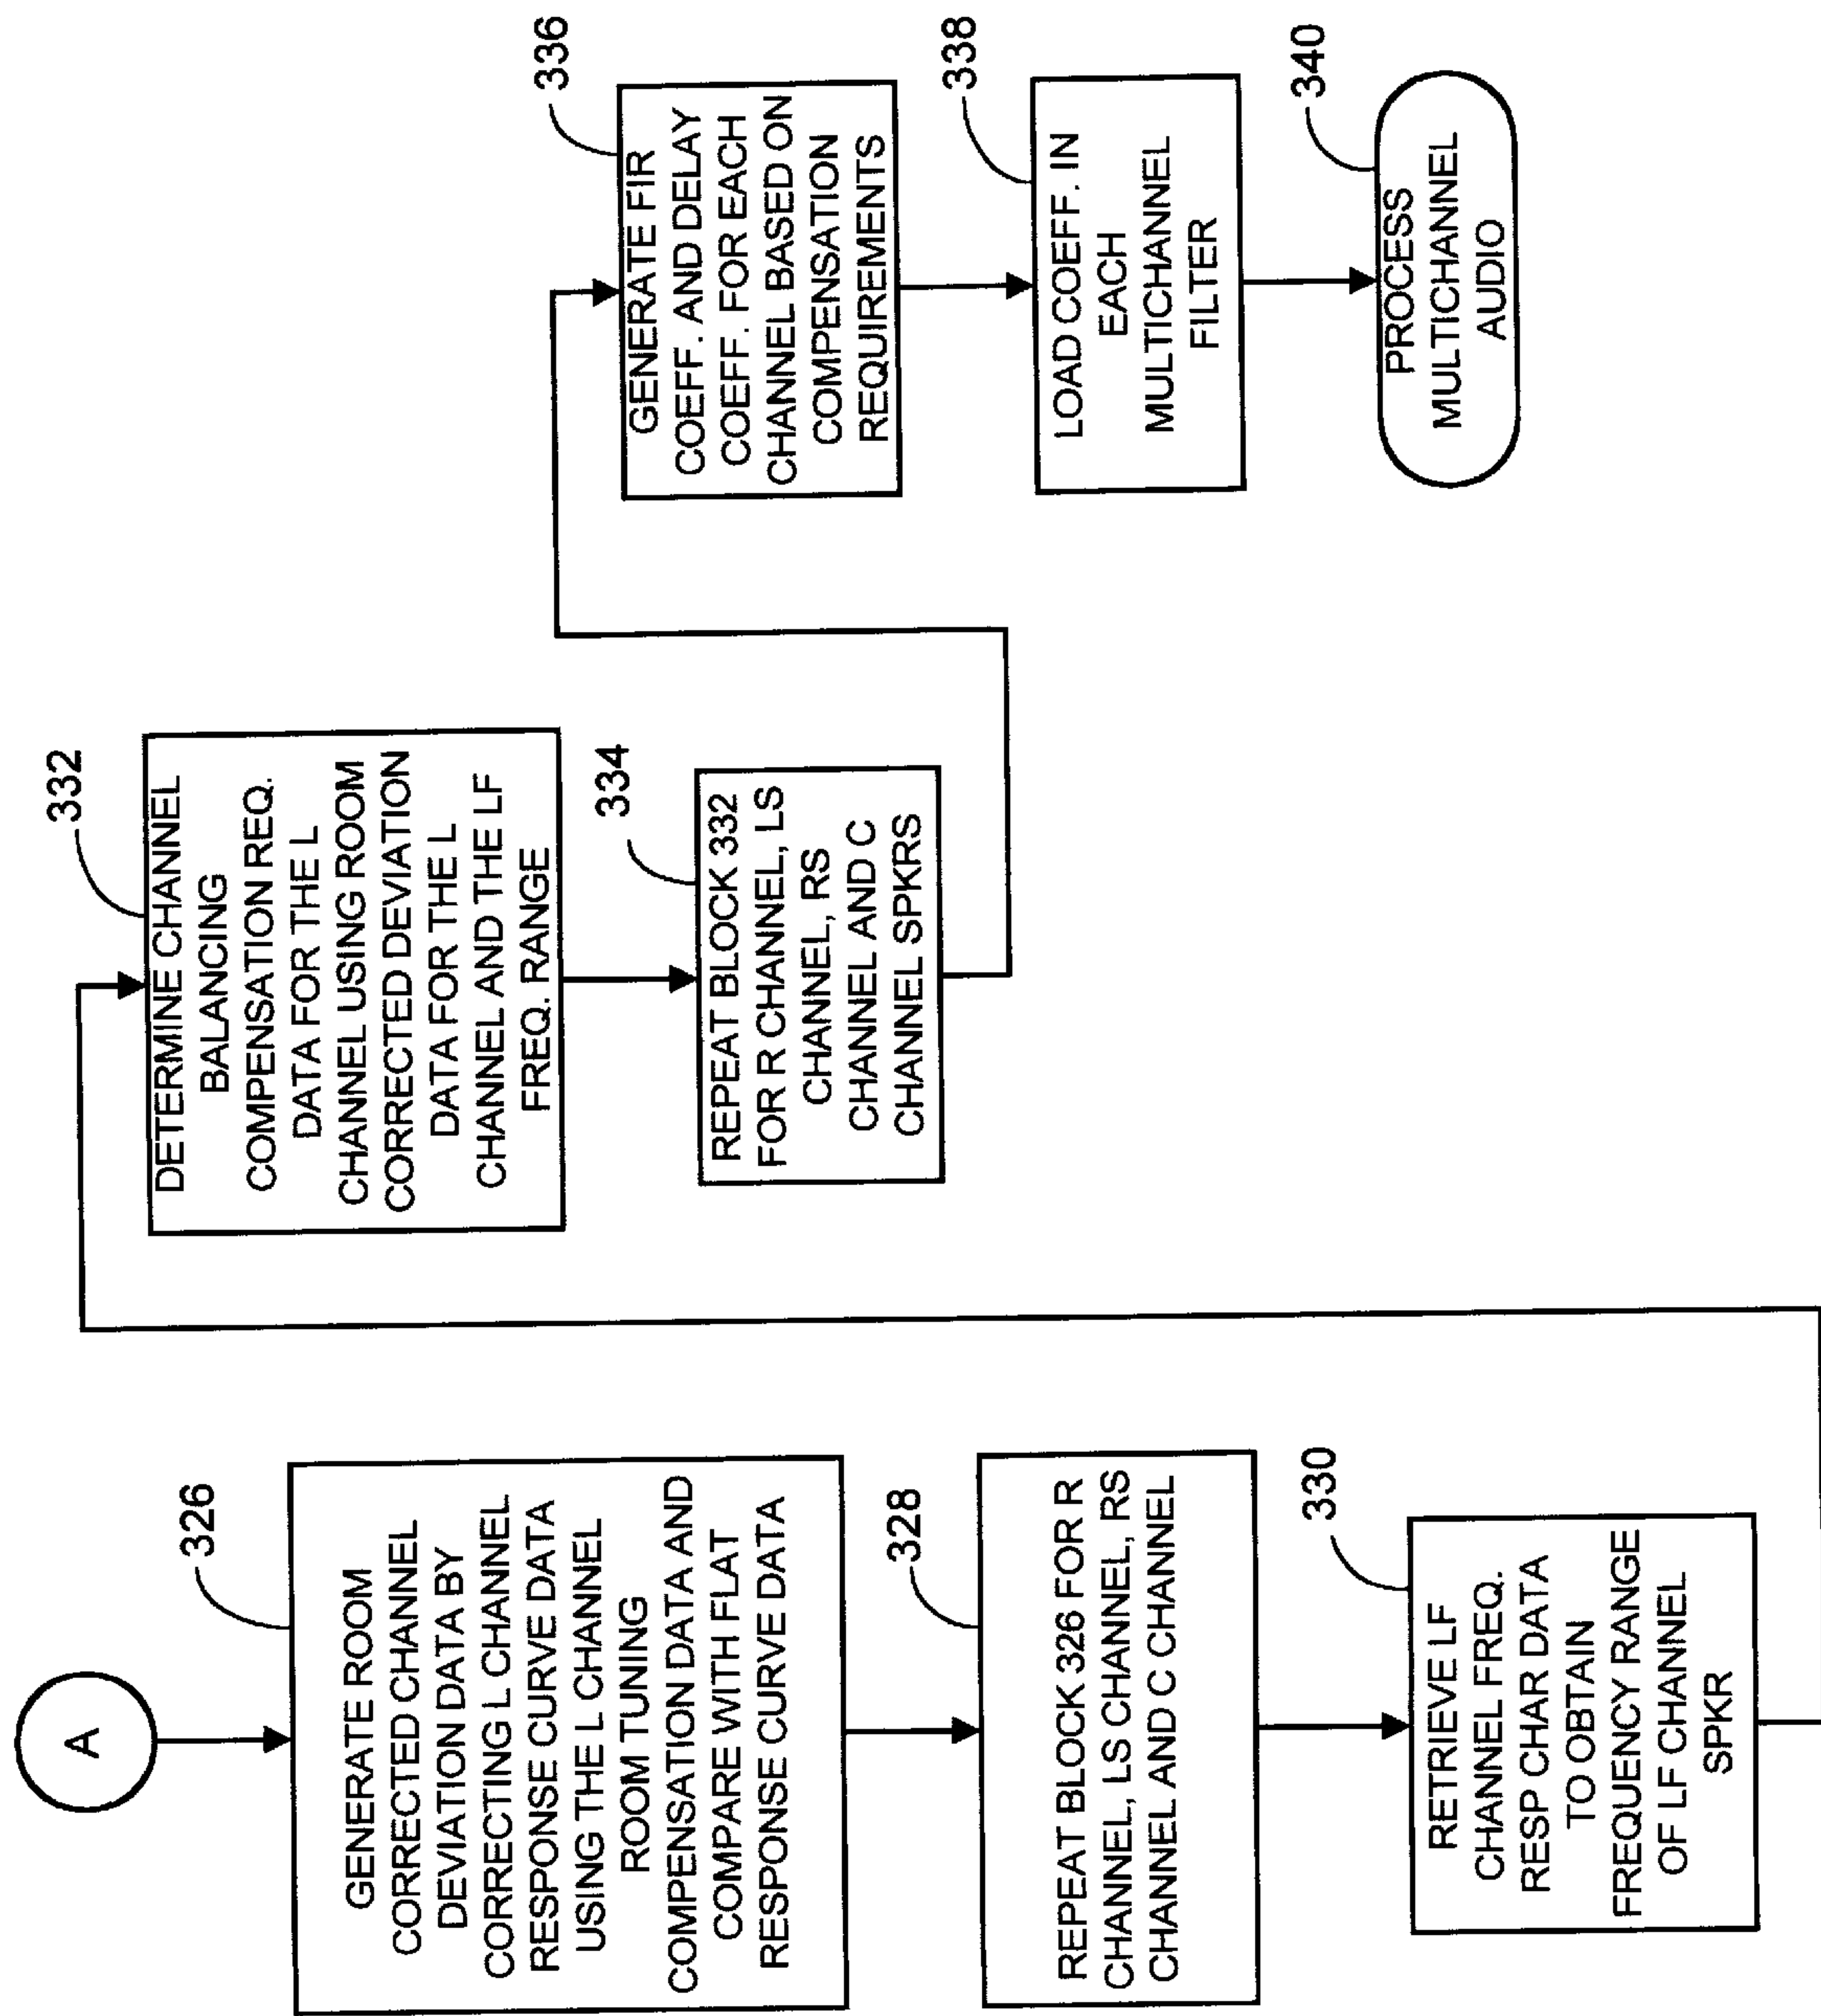 A
326
GENERATE ROOM
CORRECTED CHANNEL
DEVIATION DATA BY
CORRECTING L CHANNEL
RESPONSE CURVE DATA
USING THE L CHANNEL
ROOM TUNING
COMPENSATION DATA AND
COMPARE WITH FLAT
RESPONSE CURVE DATA
328
REPEAT BLOCK 326 FOR R
CHANNEL, LS CHANNEL, RS
CHANNEL AND C CHANNEL
330
RETRIEVE LF
CHANNEL FREQ.
RESP CHAR DATA
TO OBTAIN
FREQUENCY RANGE
OF LF CHANNEL
SPKR
332
DETERMINE CHANNEL
BALANCING
COMPENSATION REQ.
DATA FOR THE L
CHANNEL USING ROOM
CORRECTED DEVIATION
DATA FOR THE L
CHANNEL AND THE LF
FREQ. RANGE
334
REPEAT BLOCK 332
FOR R CHANNEL, LS
CHANNEL, RS
CHANNEL AND C
CHANNEL SPKRS
336
GENERATE FIR
COEFF. AND DELAY
COEFF. FOR EACH
CHANNEL BASED ON
COMPENSATION
REQUIREMENTS
338
LOAD COEFF. IN
EACH
MULTICHANNEL
FILTER
340
PROCESS
MULTICHANNEL
AUDIO